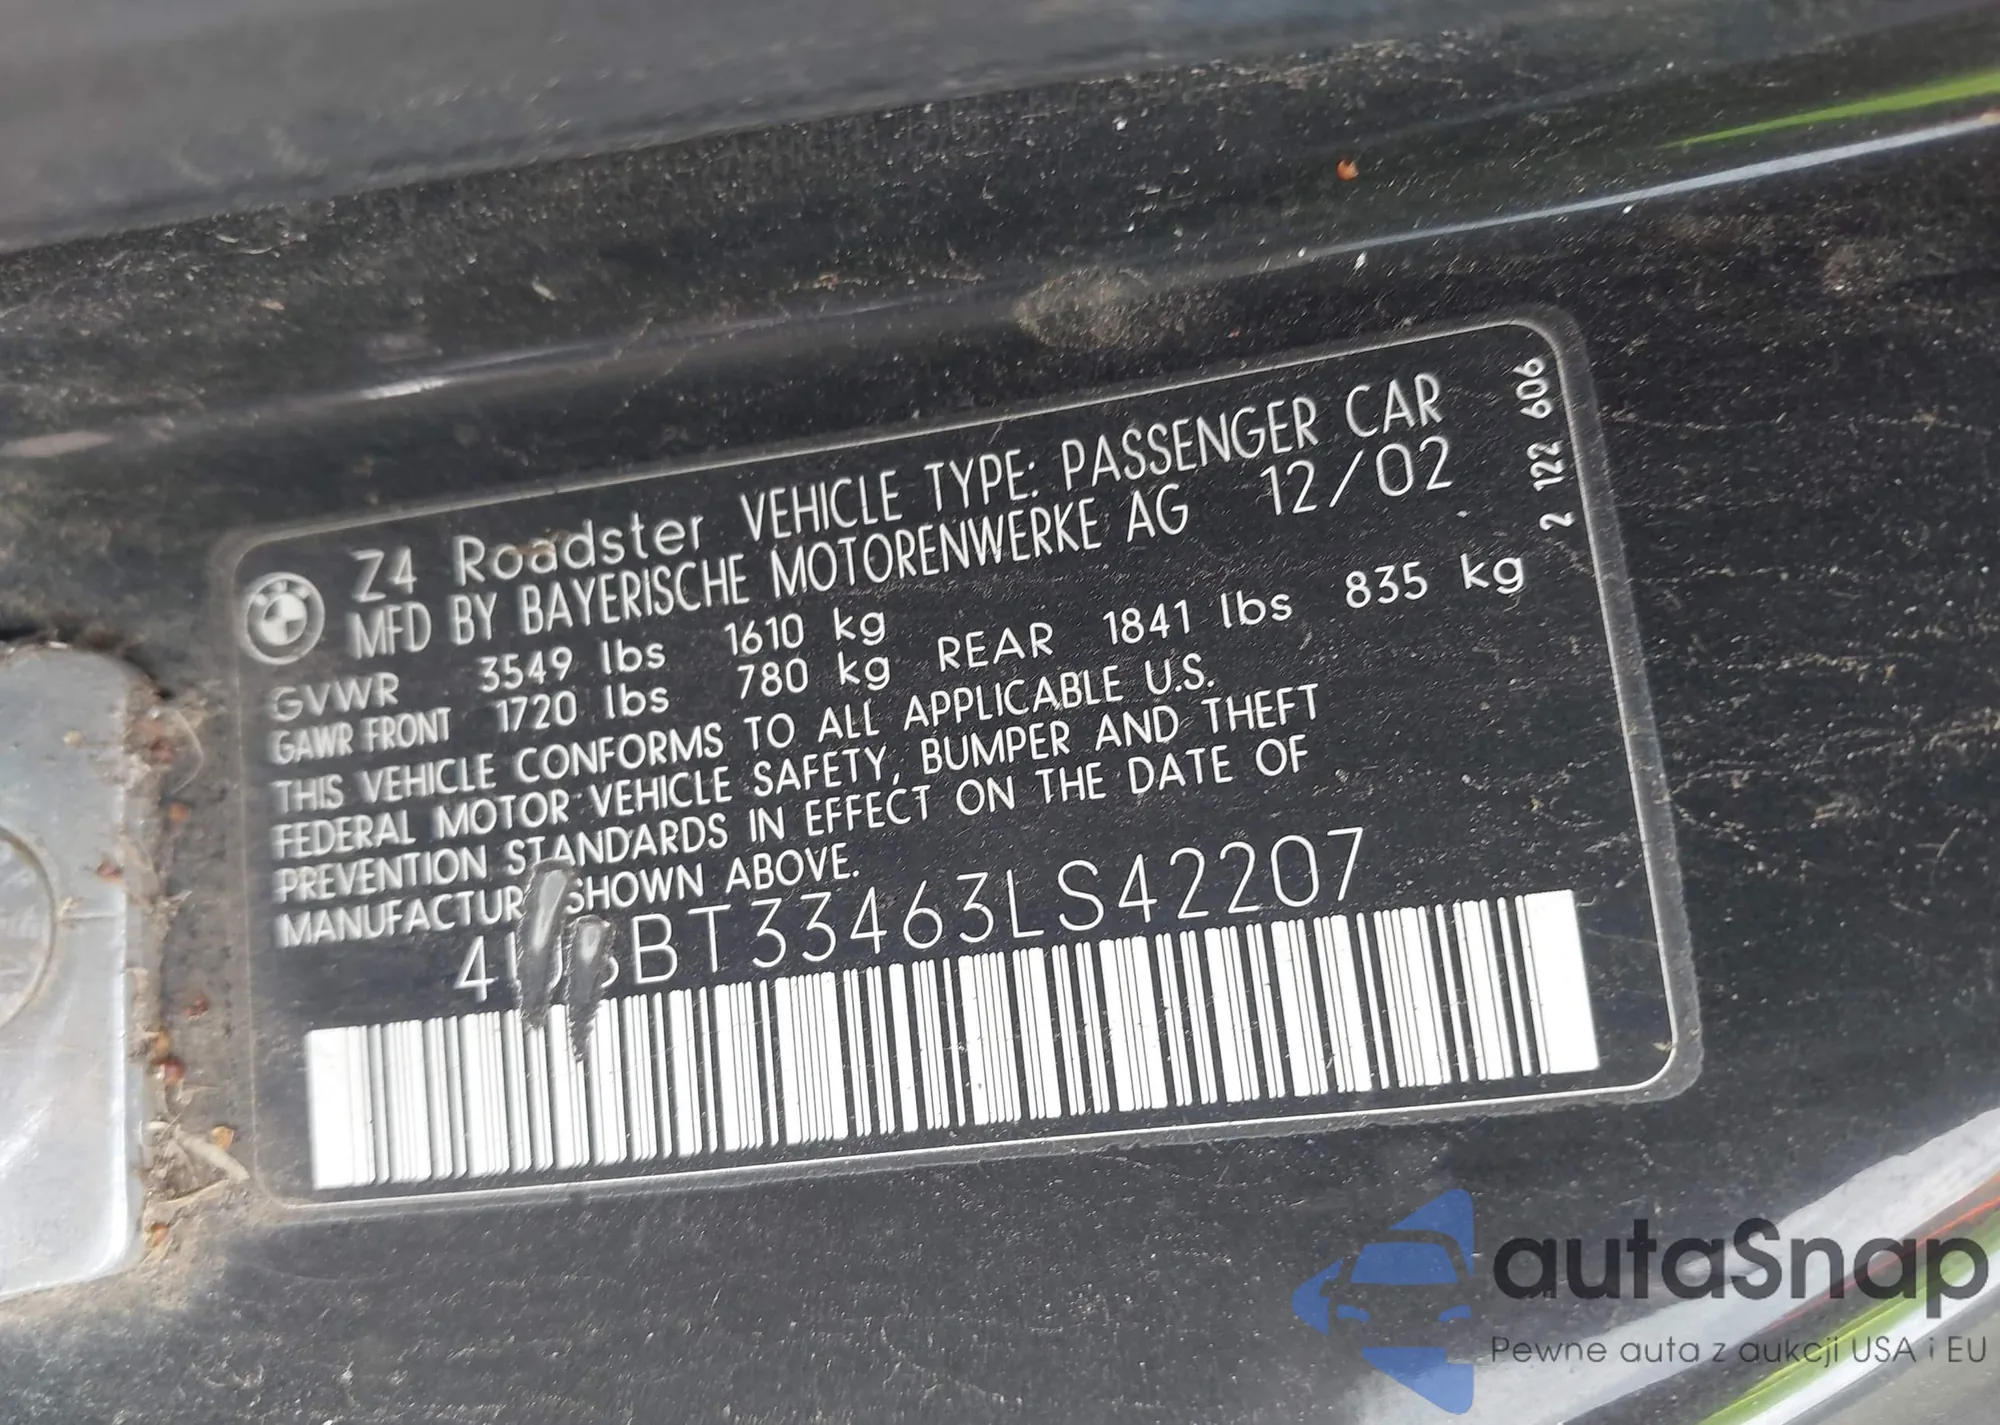 Z4 Roadster VEHICLE TYPE: PASSENGER CAR
MFD BY BAYERISCHE MOTORENWERKE AG 12/02
GVWR 3549 lbs 1610 kg
GAWR FRONT 1720 lbs 780 kg REAR 1841 lbs 835 kg
THIS VEHICLE CONFORMS TO ALL APPLICABLE U.S.
FEDERAL MOTOR VEHICLE SAFETY, BUMPER AND THEFT
PREVENTION STANDARDS IN EFFECT ON THE DATE OF
MANUFACTUR SHOWN ABOVE.
4USBT33463LS42207
2 122 606
autaSnap
Pewne auta z aukcji USA i EU